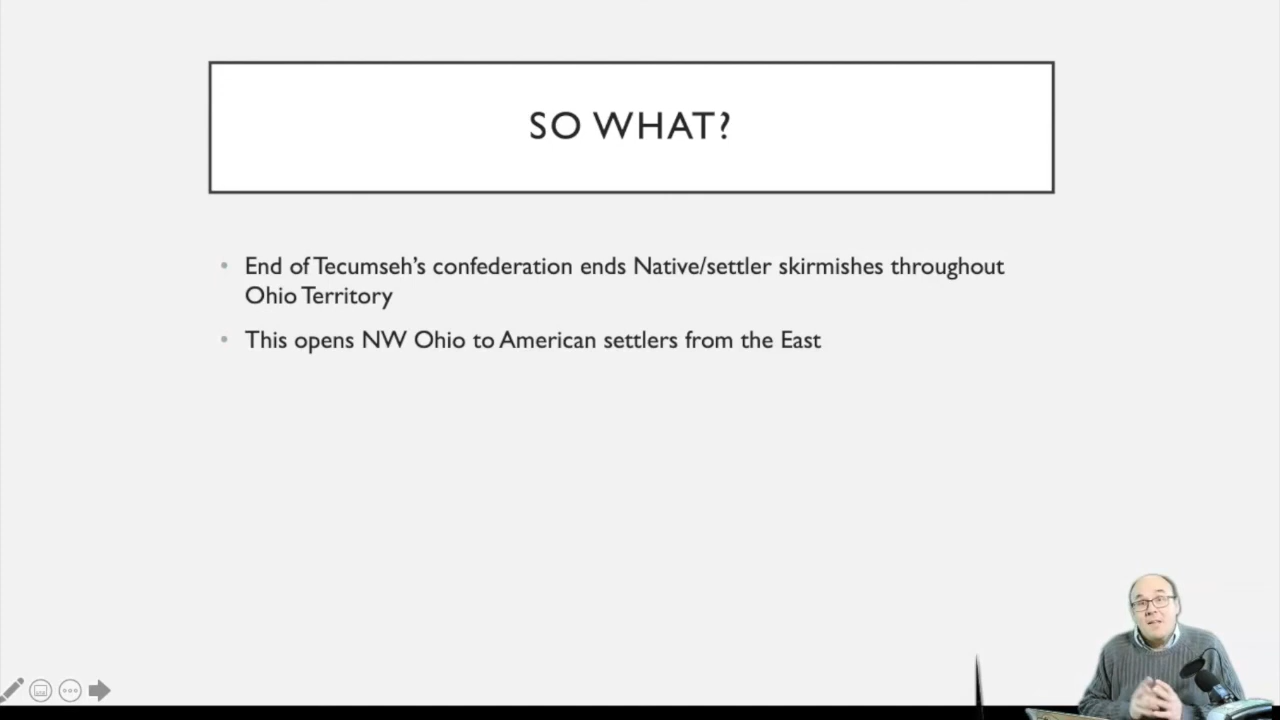 SO WHAT?
• End of Tecumseh's confederation ends Native/settler skirmishes throughout
Ohio Territory
• This opens NW Ohio to American settlers from the East